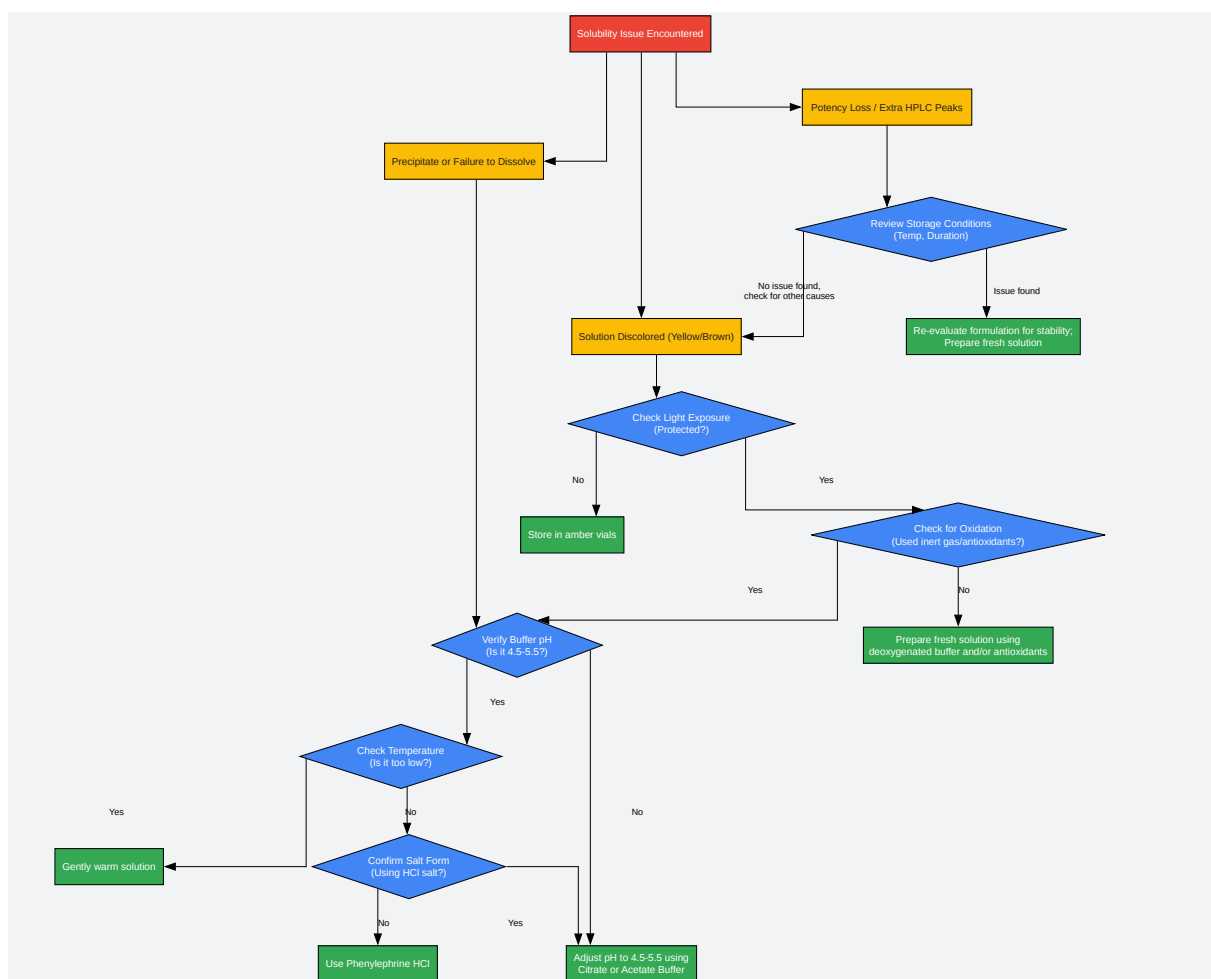 Solubility Issue Encountered
Potency Loss / Extra HPLC Peaks
Precipitate or Failure to Dissolve
Review Storage Conditions
(Temp, Duration)
No issue found,
check for other causes
Issue found
Solution Discolored (Yellow/Brown)
Re-evaluate formulation for stability;
Prepare fresh solution
Check Light Exposure
(Protected?)
No
Yes
Store in amber vials
Check for Oxidation
(Used inert gas/antioxidants?)
Yes
No
Verify Buffer pH
(Is it 4.5-5.5?)
Prepare fresh solution using
deoxygenated buffer and/or antioxidants
Yes
Check Temperature
(Is it too low?)
Yes
No
No
Gently warm solution
Confirm Salt Form
(Using HCl salt?)
No
Yes
Use Phenylephrine HCl
Adjust pH to 4.5-5.5 using
Citrate or Acetate Buffer